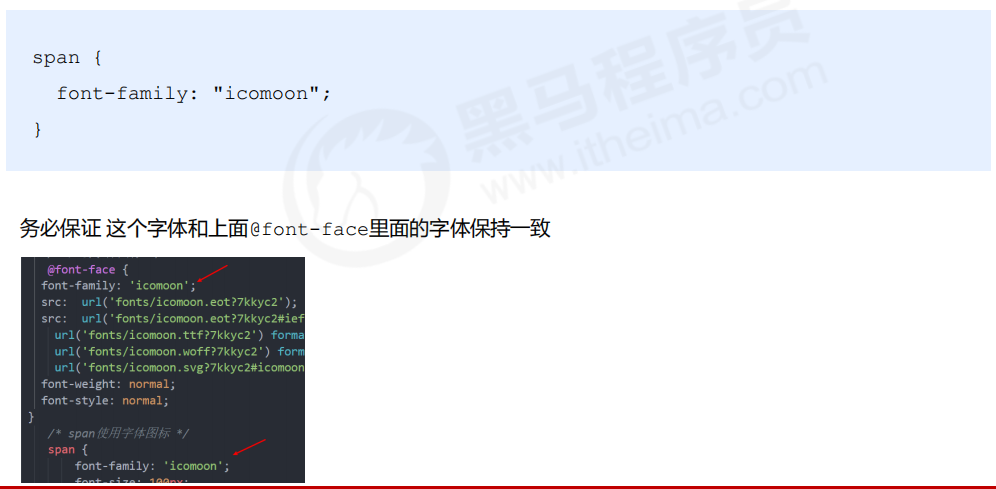 span {
font-family: "icomoon";
}
黑马程序员
www.itheima.com
务必保证 这个字体和上面@font-face里面的字体保持一致
@font-face {
font-family: 'icomoon';
src: url('fonts/icomoon.eot?7kkyc2');
src: url('fonts/icomoon.eot?7kkyc2#ief
url('fonts/icomoon.ttf?7kkyc2') forma
url('fonts/icomoon.woff?7kkyc2') form
url('fonts/icomoon.svg?7kkyc2#icomoon
font-weight: normal;
font-style: normal;
}
/* span使用字体图标 */
span {
font-family: 'icomoon';
font-size: 100px;